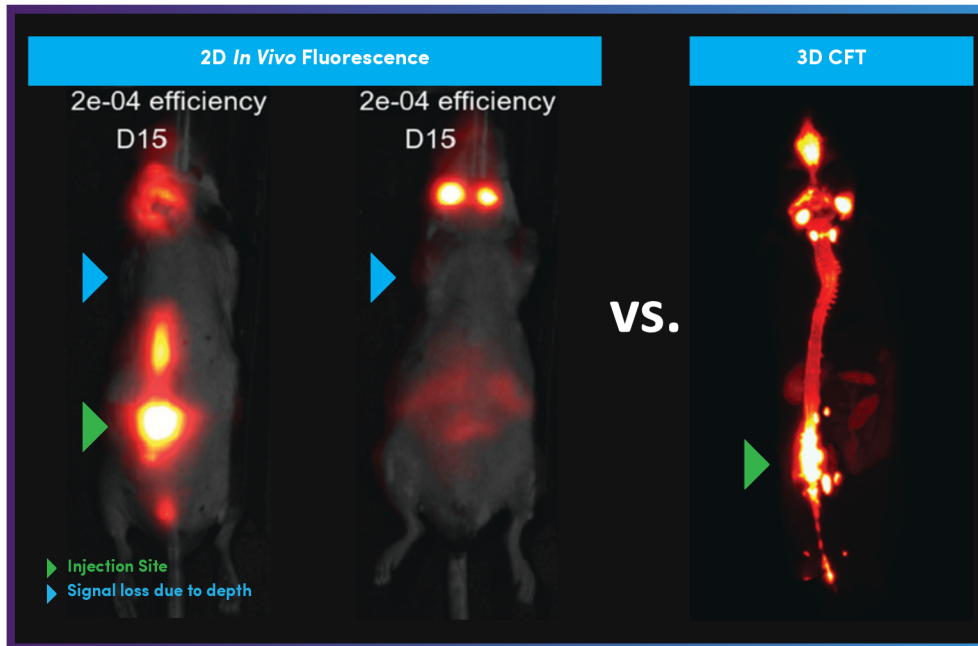 2D In Vivo Fluorescence
3D CFT
2e-04 efficiency
D15
2e-04 efficiency
D15
vs.
Injection Site
Signal loss due to depth